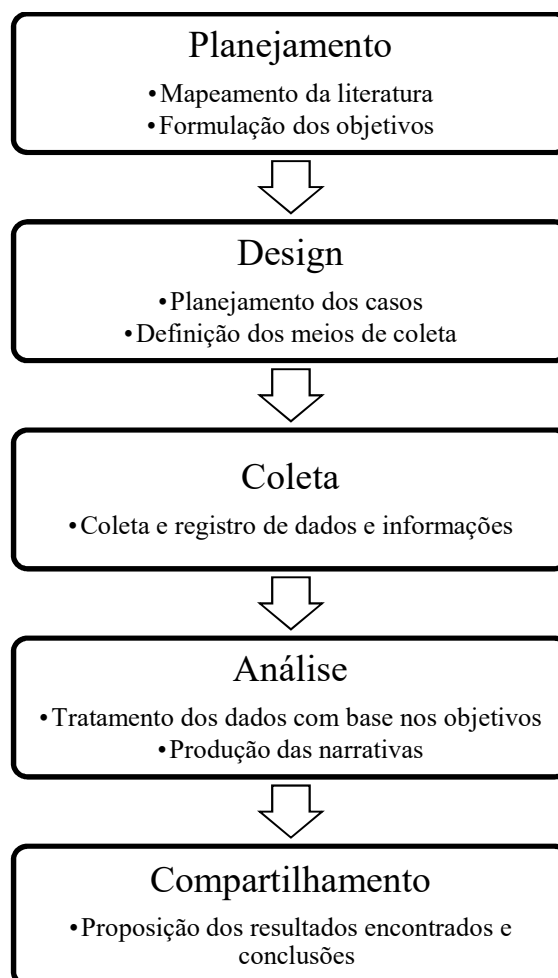 Planejamento
•Mapeamento da literatura
•Formulação dos objetivos
Design
•Planejamento dos casos
•Definição dos meios de coleta
Coleta
•Coleta e registro de dados e informações
Análise
•Tratamento dos dados com base nos objetivos
•Produção das narrativas
Compartilhamento
•Proposição dos resultados encontrados e
conclusões